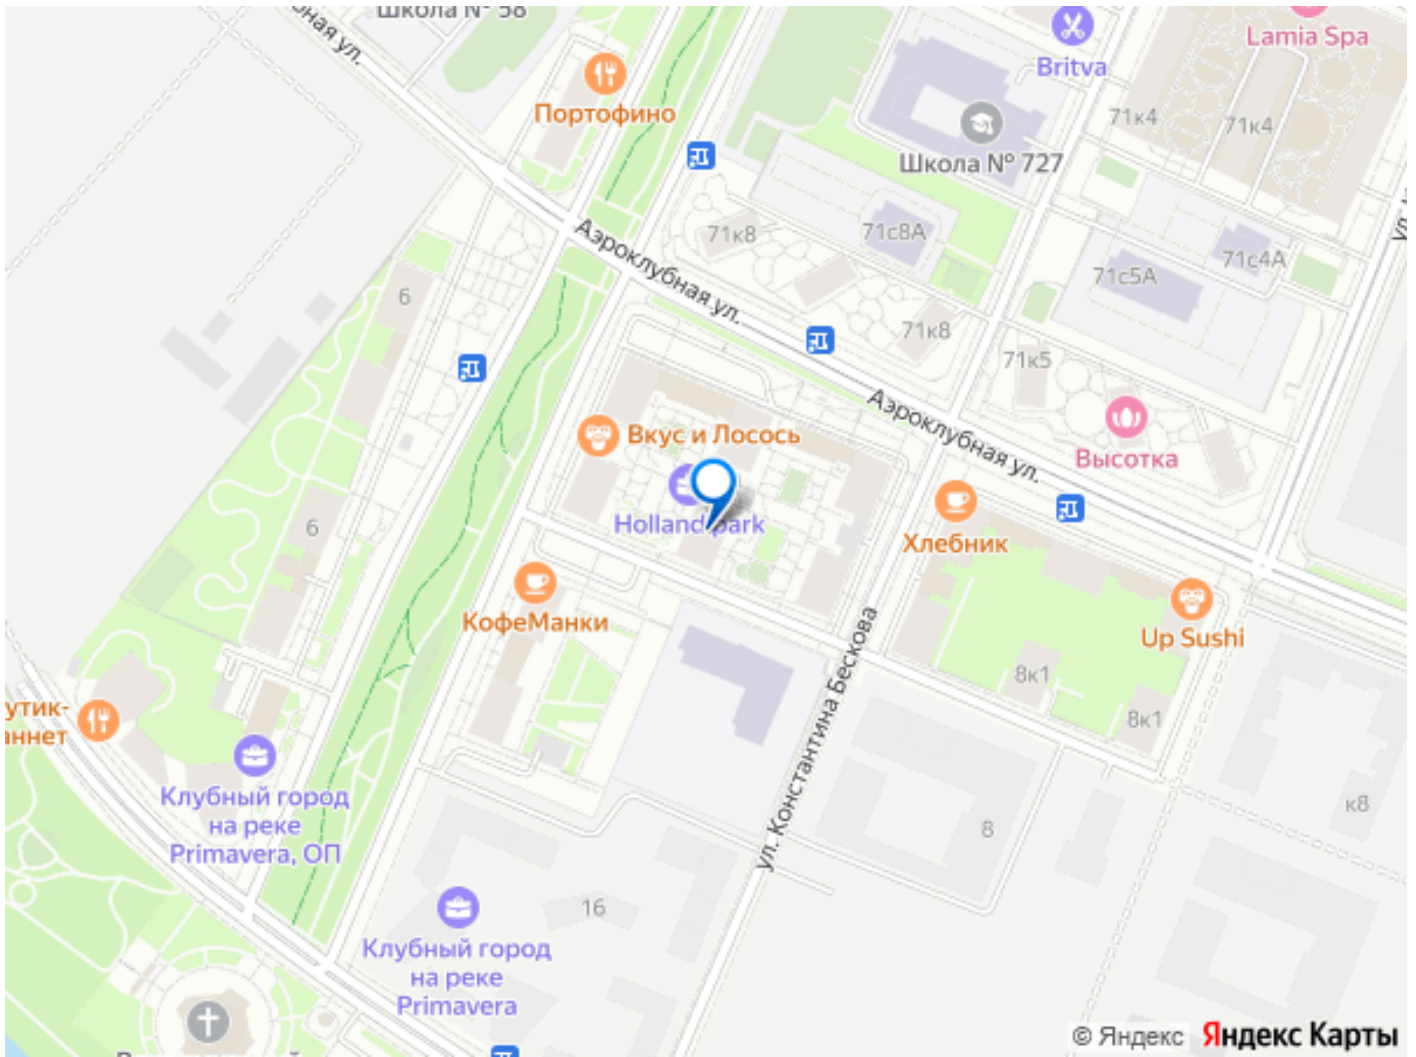 Школа № 58
Lamia Spa
Britva
Портофино
71к4
71к4
Школа № 727
71к8
71с8А
71с4А
71с5А
Аэроклубная ул.
6
71к8
71к5
Аэроклубная ул.
Вкус и Лосось
Высотка
Holland park
6
Хлебник
КофеМанки
Up Sushi
ул. Константина Бескова
8к1
8к1
Клубный город
на реке
Primavera, ОП
к8
8
16
Клубный город
на реке
Primavera
© Яндекс Яндекс Карты